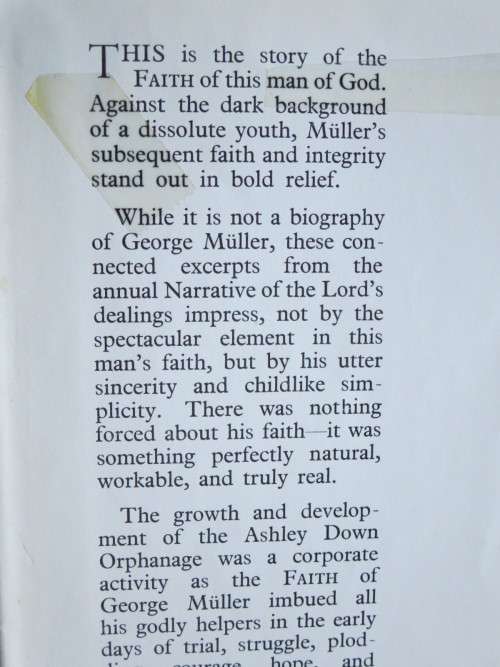 THIS is the story of the
FAITH of this man of God.
Against the dark background
of a dissolute youth, Müller's
subsequent faith and integrity
stand out in bold relief.
While it is not a biography
of George Müller, these con-
nected excerpts from the
annual Narrative of the Lord's
dealings impress, not by the
spectacular element in this
man's faith, but by his utter
sincerity and childlike sim-
plicity. There was nothing
forced about his faith—it was
something perfectly natural,
workable, and truly real.
The growth and develop-
ment of the Ashley Down
Orphanage was a corporate
activity as the FAITH of
George Müller imbued all
his godly helpers in the early
days of trial, struggle, plod-
courage, hope, and